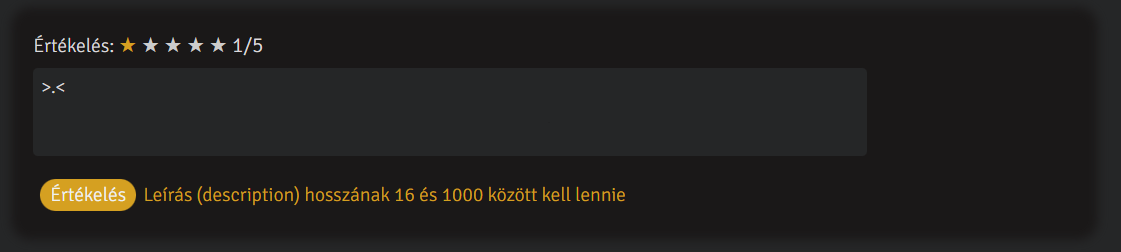 Értékelés: ★ ★ ★ ★ ★ 1/5
>.<
Értékelés Leírás (description) hosszának 16 és 1000 között kell lennie